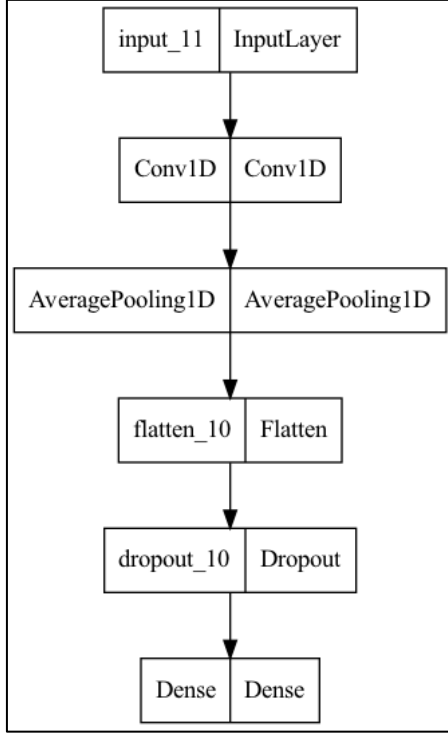 input_11 InputLayer
Conv1D Conv1D
AveragePooling1D AveragePooling1D
flatten_10 Flatten
dropout_10 Dropout
Dense Dense